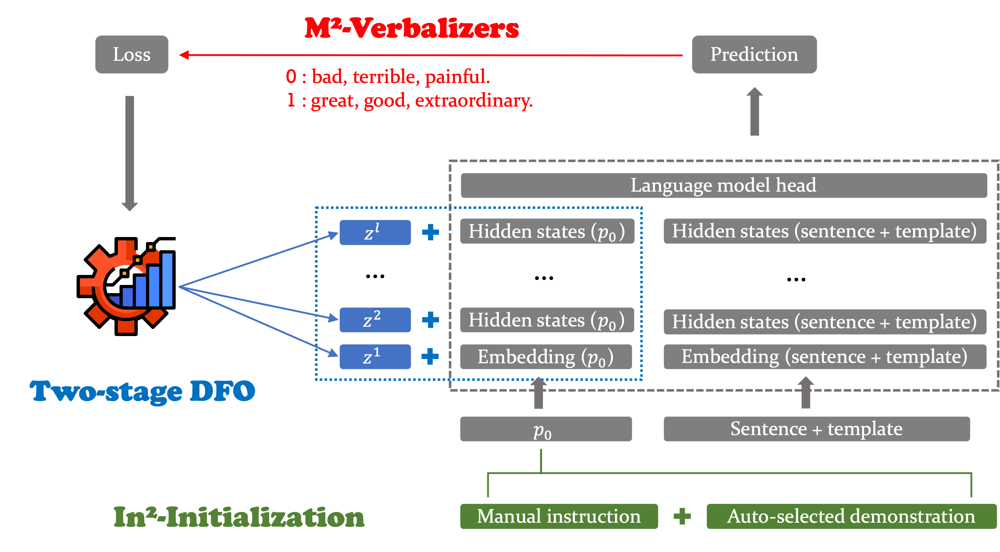 M²-Verbalizers
Loss
Prediction
0 : bad, terrible, painful.
1 : great, good, extraordinary.
Language model head
z^l
Hidden states (p₀)
Hidden states (sentence + template)
...
...
...
z²
Hidden states (p₀)
Hidden states (sentence + template)
z¹
Embedding (p₀)
Embedding (sentence + template)
Two-stage DFO
p₀
Sentence + template
In²-Initialization
Manual instruction
Auto-selected demonstration